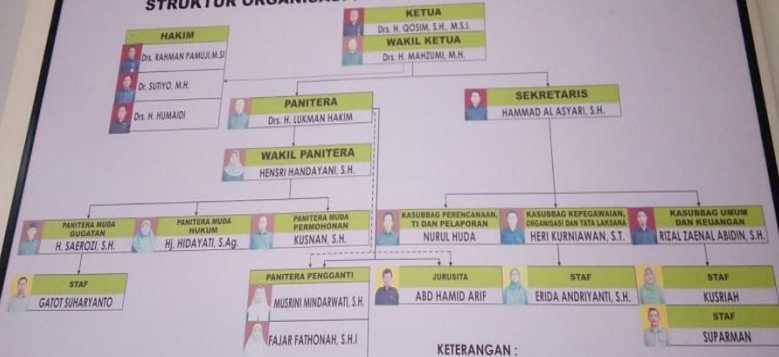 STRUKTUR ORGANISASI
KETUA
Drs. H. QOSIM, S.H., M.S.I.
WAKIL KETUA
Drs. H. MAHZUMI, M.H.
HAKIM
Drs. RAHMAN PAMUJI,M.SI
Dr. SUTIYO, M.H.
Drs. H. HUMAIDI
PANITERA
Drs. H. LUKMAN HAKIM
SEKRETARIS
HAMMAD AL ASYARI, S.H.
WAKIL PANITERA
HENSRI HANDAYANI, S.H.
PANITERA MUDA
GUGATAN
H. SAEROZI, S.H.
PANITERA MUDA
HUKUM
Hj. HIDAYATI, S.Ag.
PANITERA MUDA
PERMOHONAN
KUSNAN, S.H.
KASUBBAG PERENCANAAN,
TI DAN PELAPORAN
NURUL HUDA
KASUBBAG KEPEGAWAIAN,
ORGANISASI DAN TATA LAKSANA
HERI KURNIAWAN, S.T.
KASUBBAG UMUM
DAN KEUANGAN
RIZAL ZAENAL ABIDIN, S.H.
STAF
GATOT SUHARYANTO
PANITERA PENGGANTI
MUSRINI MINDARWATI, S.H.
FAJAR FATHONAH, S.H.I
JURUSITA
ABD HAMID ARIF
STAF
ERIDA ANDRIYANTI, S.H.
STAF
KUSRIAH
STAF
SUPARMAN
KETERANGAN :